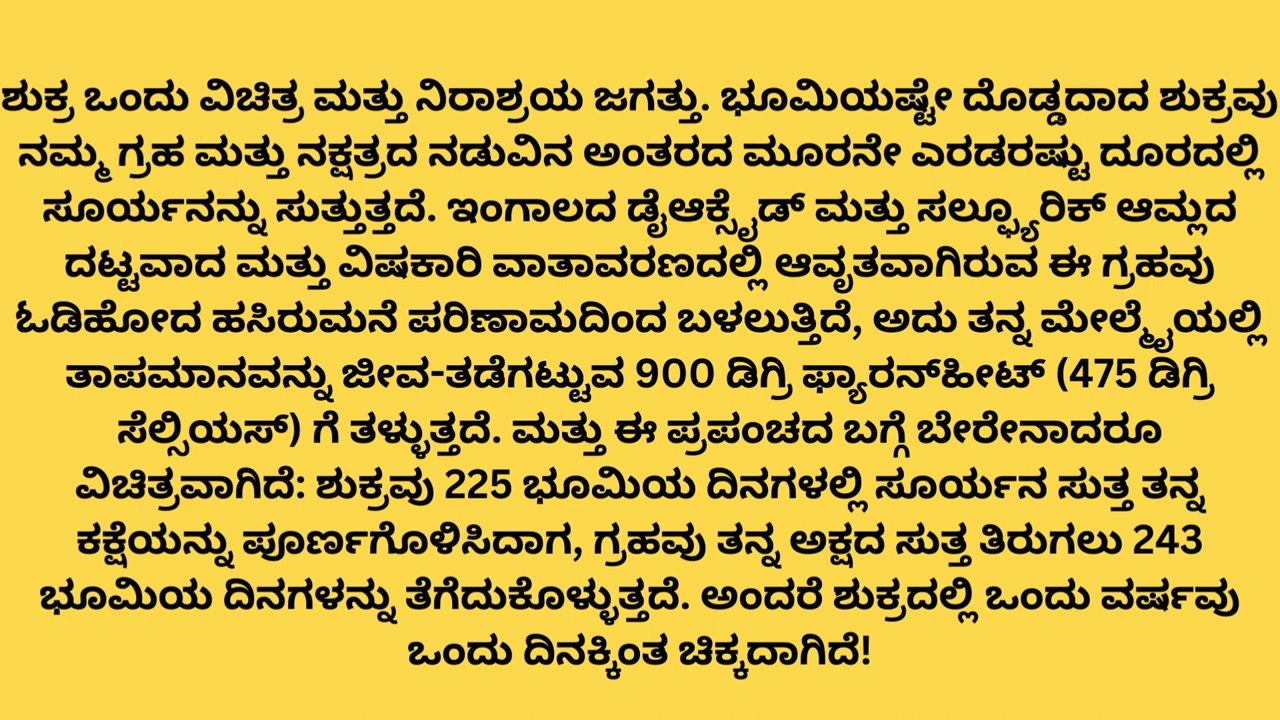 ಶುಕ್ರ ಒಂದು ವಿಚಿತ್ರ ಮತ್ತು ನಿರಾಶ್ರಯ ಜಗತ್ತು. ಭೂಮಿಯಷ್ಟೇ ದೊಡ್ಡದಾದ ಶುಕ್ರವು
ನಮ್ಮ ಗ್ರಹ ಮತ್ತು ನಕ್ಷತ್ರದ ನಡುವಿನ ಅಂತರದ ಮೂರನೇ ಎರಡರಷ್ಟು ದೂರದಲ್ಲಿ
ಸೂರ್ಯನನ್ನು ಸುತ್ತುತ್ತದೆ. ಇಂಗಾಲದ ಡೈಆಕ್ಸೈಡ್ ಮತ್ತು ಸಲ್ಫ್ಯೂರಿಕ್ ಆಮ್ಲದ
ದಟ್ಟವಾದ ಮತ್ತು ವಿಷಕಾರಿ ವಾತಾವರಣದಲ್ಲಿ ಆವೃತವಾಗಿರುವ ಈ ಗ್ರಹವು
ಓಡಿಹೋದ ಹಸಿರುಮನೆ ಪರಿಣಾಮದಿಂದ ಬಳಲುತ್ತಿದೆ, ಅದು ತನ್ನ ಮೇಲ್ಮೈಯಲ್ಲಿ
ತಾಪಮಾನವನ್ನು ಜೀವ-ತಡೆಗಟ್ಟುವ 900 ಡಿಗ್ರಿ ಫ್ಯಾರನ್‌ಹೀಟ್ (475 ಡಿಗ್ರಿ
ಸೆಲ್ಸಿಯಸ್) ಗೆ ತಳ್ಳುತ್ತದೆ. ಮತ್ತು ಈ ಪ್ರಪಂಚದ ಬಗ್ಗೆ ಬೇರೇನಾದರೂ
ವಿಚಿತ್ರವಾಗಿದೆ: ಶುಕ್ರವು 225 ಭೂಮಿಯ ದಿನಗಳಲ್ಲಿ ಸೂರ್ಯನ ಸುತ್ತ ತನ್ನ
ಕಕ್ಷೆಯನ್ನು ಪೂರ್ಣಗೊಳಿಸಿದಾಗ, ಗ್ರಹವು ತನ್ನ ಅಕ್ಷದ ಸುತ್ತ ತಿರುಗಲು 243
ಭೂಮಿಯ ದಿನಗಳನ್ನು ತೆಗೆದುಕೊಳ್ಳುತ್ತದೆ. ಅಂದರೆ ಶುಕ್ರದಲ್ಲಿ ಒಂದು ವರ್ಷವು
ಒಂದು ದಿನಕ್ಕಿಂತ ಚಿಕ್ಕದಾಗಿದೆ!